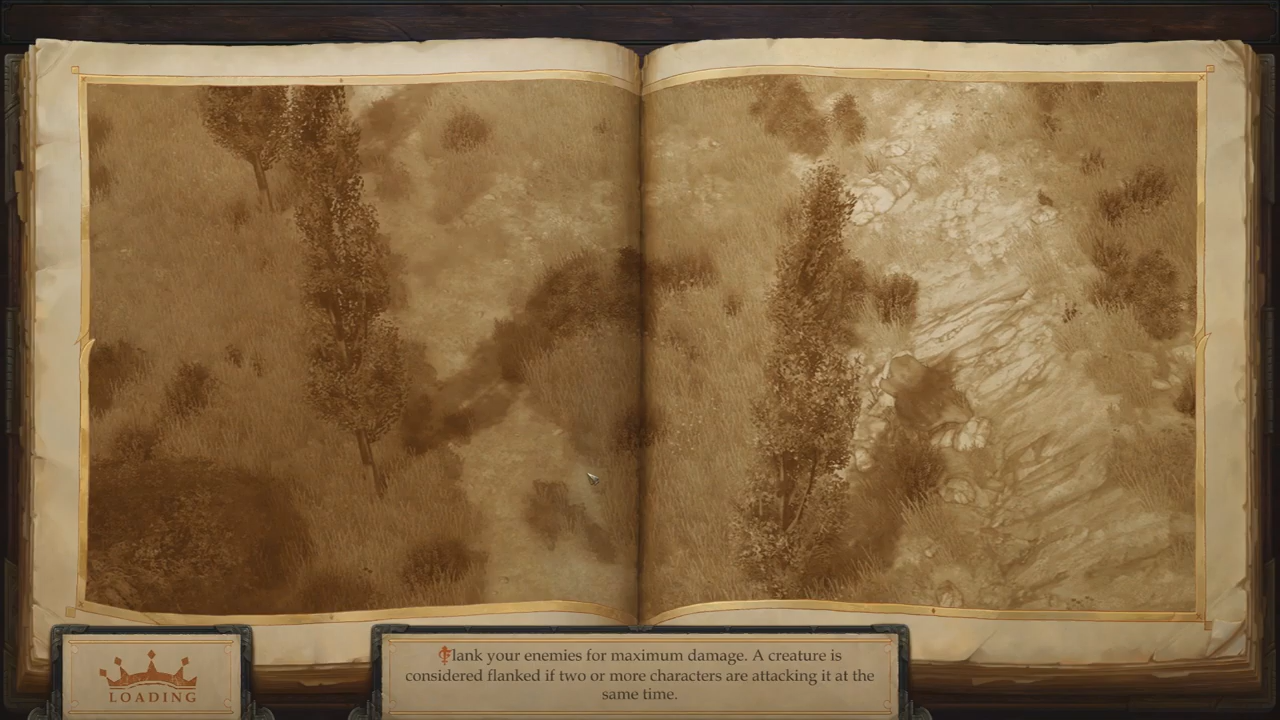 LOADING
Flank your enemies for maximum damage. A creature is
considered flanked if two or more characters are attacking it at the
same time.